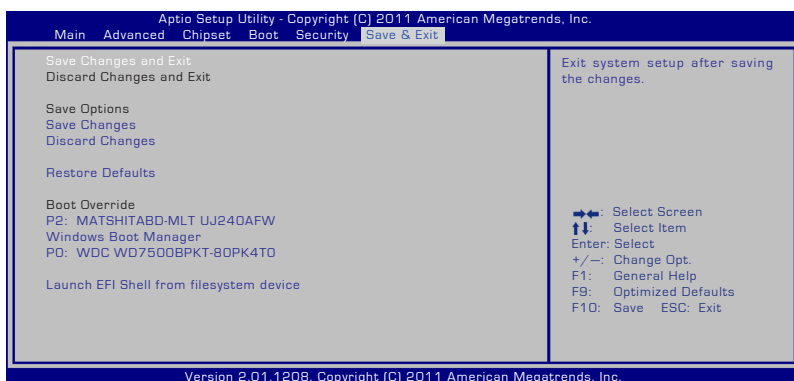 Aptio Setup Utility - Copyright (C) 2011 American Megatrends, Inc.
Main Advanced Chipset Boot Security Save & Exit
Save Changes and Exit
Discard Changes and Exit
Save Options
Save Changes
Discard Changes
Restore Defaults
Boot Override
P2: MATSHITABD-MLT UJ240AFW
Windows Boot Manager
P0: WDC WD7500BPKT-80PK4T0
Launch EFI Shell from filesystem device
Exit system setup after saving
the changes.
→←: Select Screen
↑↓: Select Item
Enter: Select
+/—: Change Opt.
F1: General Help
F9: Optimized Defaults
F10: Save ESC: Exit
Version 2.01.1208. Copyright (C) 2011 American Megatrends, Inc.